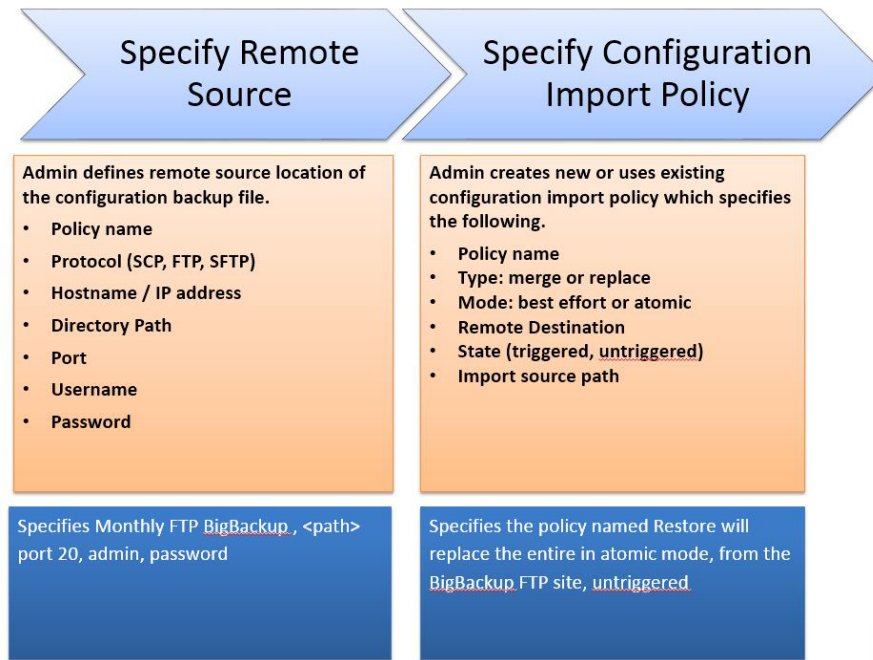 Specify Remote
Source
Specify Configuration
Import Policy
Admin defines remote source location of
the configuration backup file.
• Policy name
• Protocol (SCP, FTP, SFTP)
• Hostname / IP address
• Directory Path
• Port
• Username
• Password
Admin creates new or uses existing
configuration import policy which specifies
the following.
• Policy name
• Type: merge or replace
• Mode: best effort or atomic
• Remote Destination
• State (triggered, untriggered)
• Import source path
Specifies Monthly FTP BigBackup , <path>
port 20, admin, password
Specifies the policy named Restore will
replace the entire in atomic mode, from the
BigBackup FTP site, untriggered